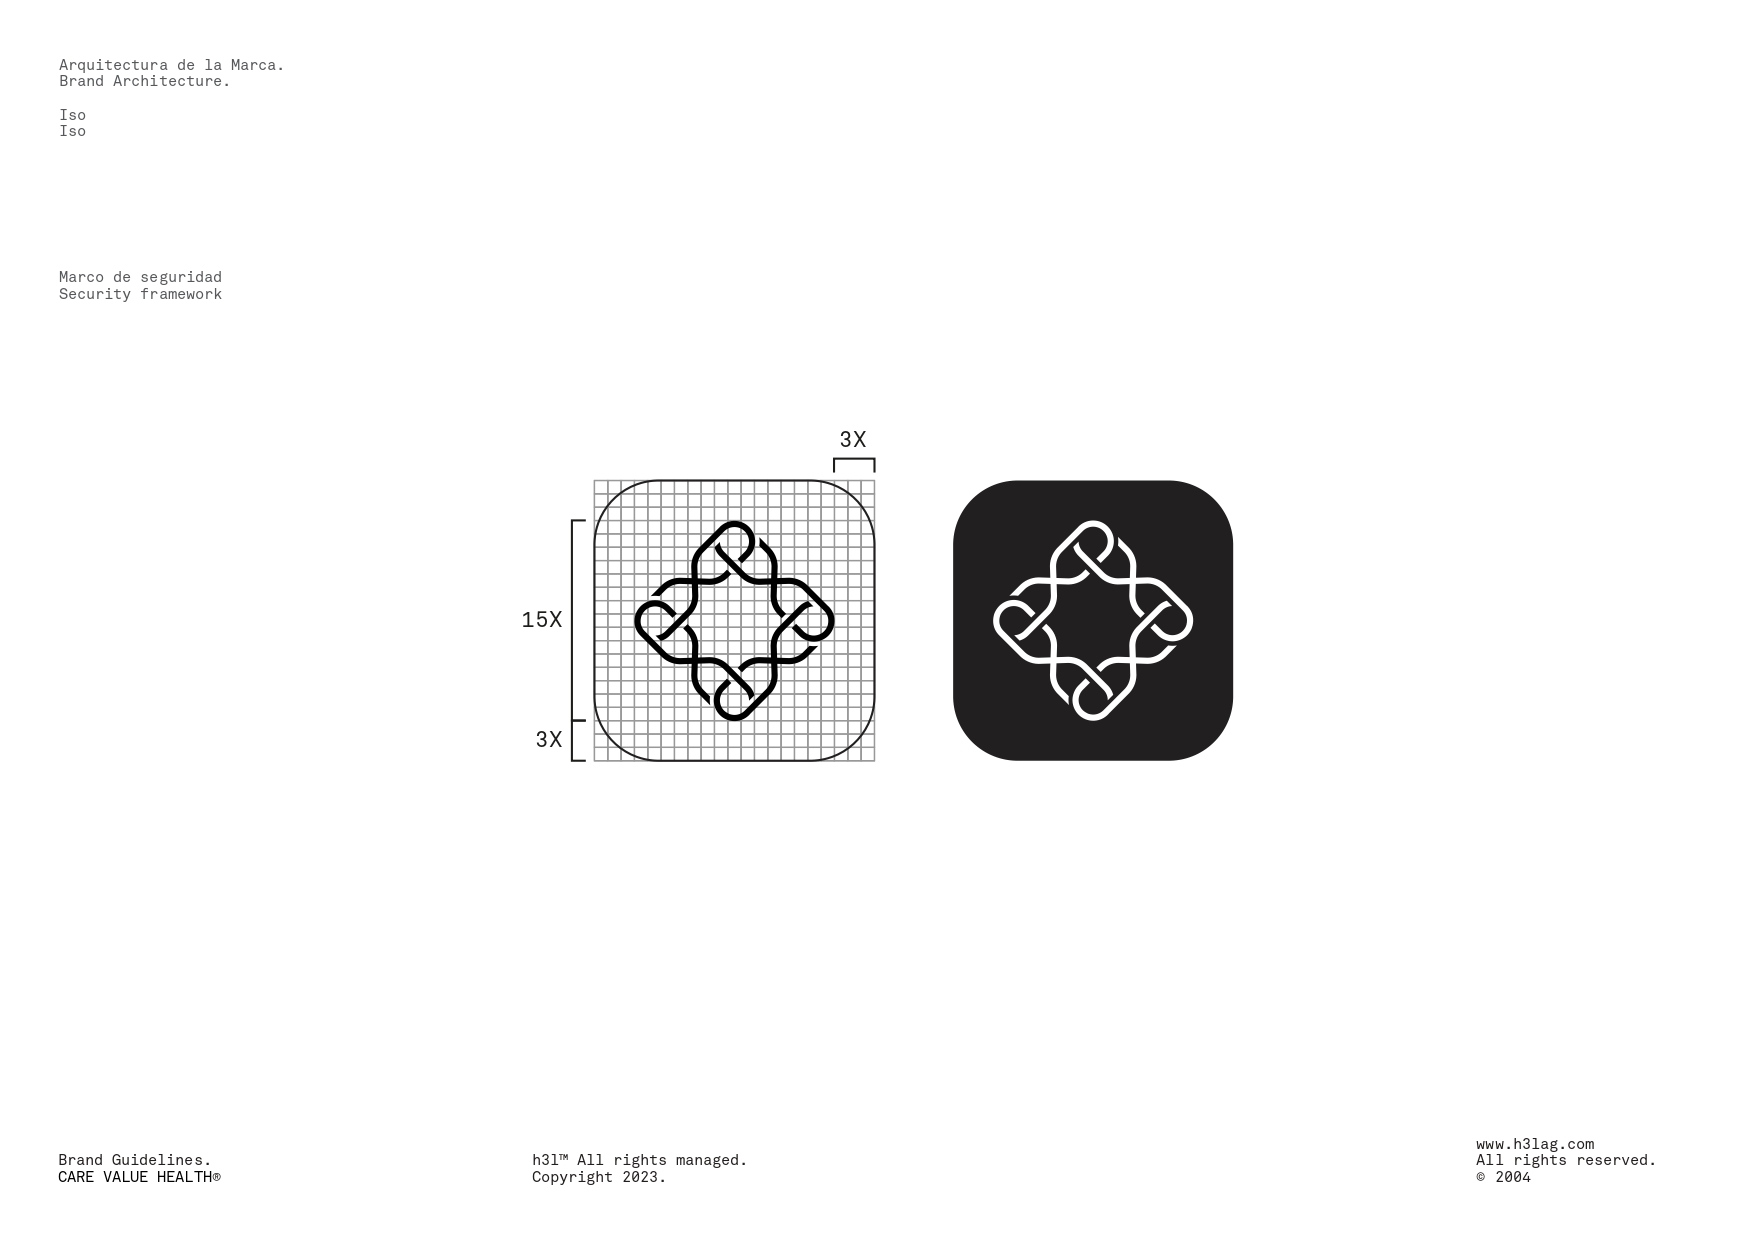 Arquitectura de la Marca.
Brand Architecture.
Iso
Iso
Marco de seguridad
Security framework
3X
15X
3X
Brand Guidelines.
CARE VALUE HEALTH®
h3l™ All rights managed.
Copyright 2023.
www.h3lag.com
All rights reserved.
© 2004